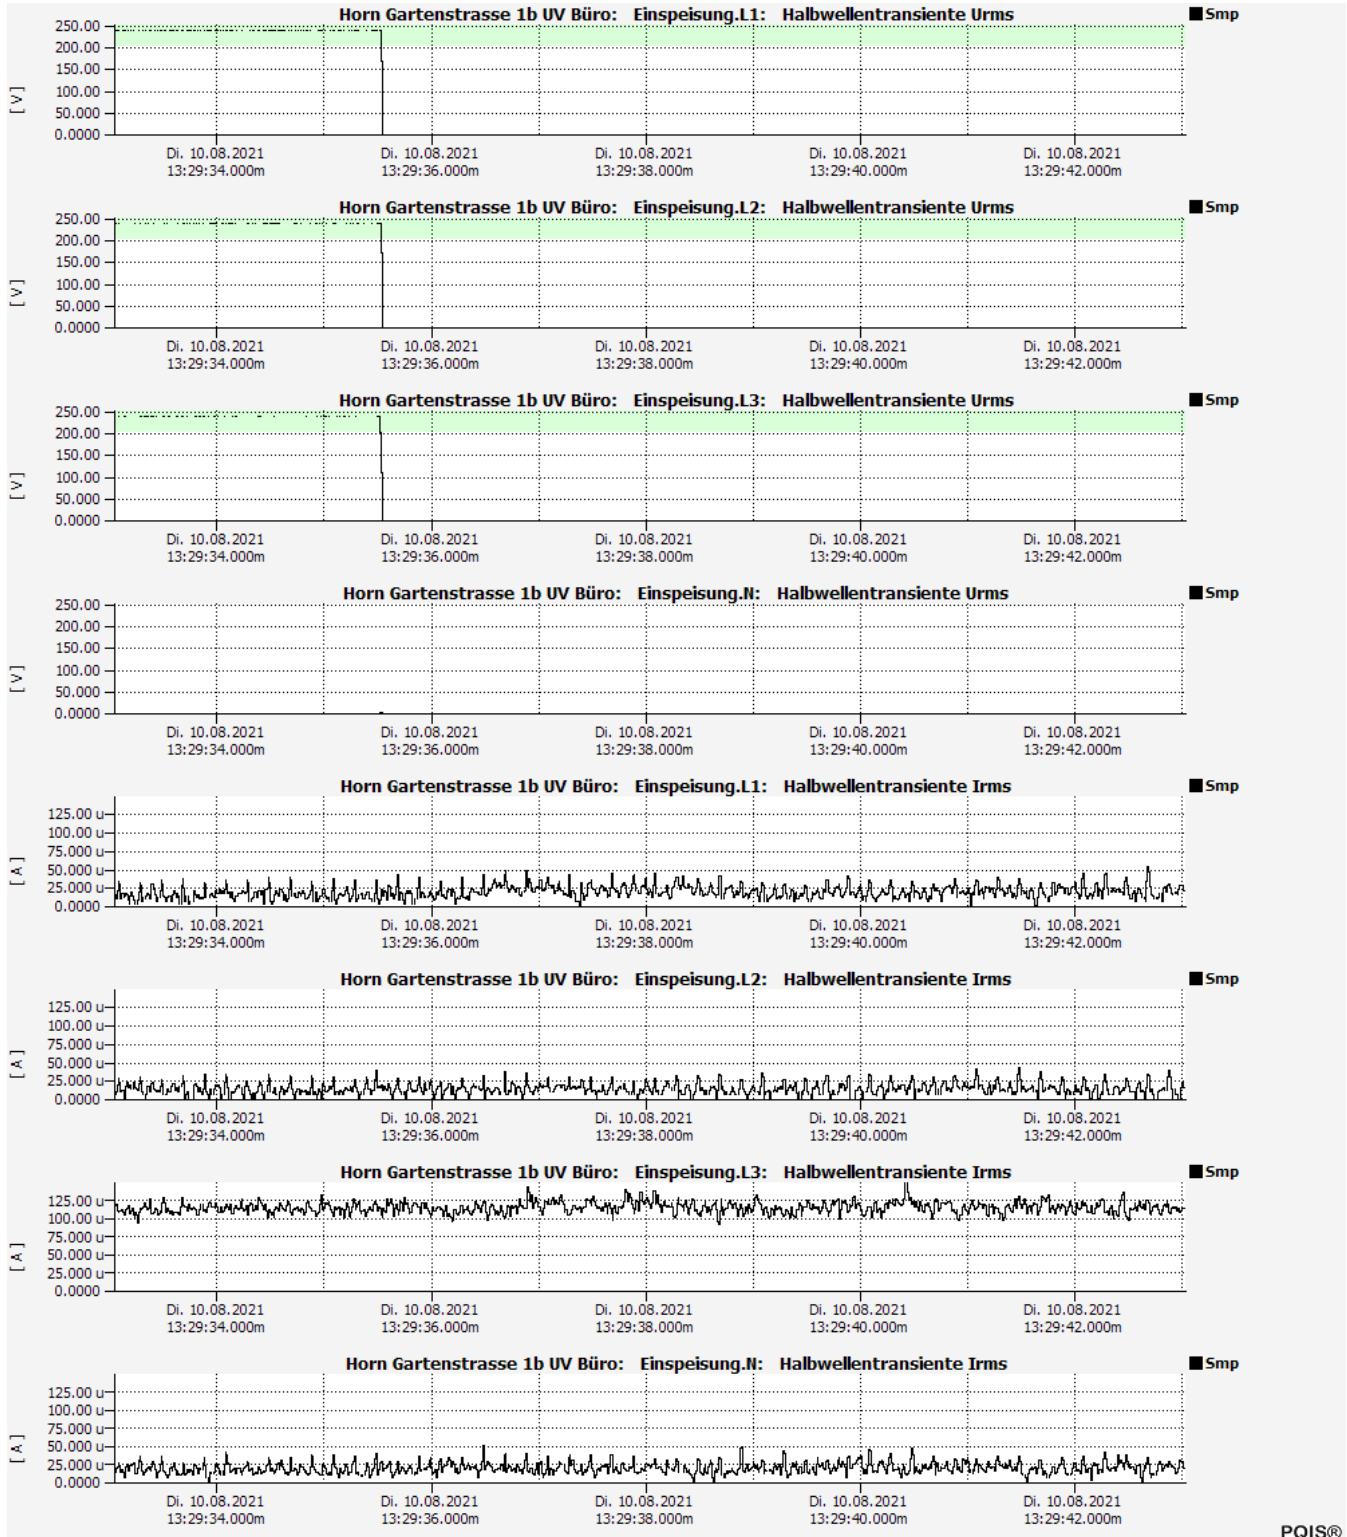 Horn Gartenstrasse 1b UV Büro: Einspeisung.L1: Halbwellentransiente Urms
Smp
250.00
200.00
150.00
100.00
50.000
0.0000
[ V ]
Di. 10.08.2021 Di. 10.08.2021 Di. 10.08.2021 Di. 10.08.2021 Di. 10.08.2021
13:29:34.000m 13:29:36.000m 13:29:38.000m 13:29:40.000m 13:29:42.000m
Horn Gartenstrasse 1b UV Büro: Einspeisung.L2: Halbwellentransiente Urms
Smp
250.00
200.00
150.00
100.00
50.000
0.0000
[ V ]
Di. 10.08.2021 Di. 10.08.2021 Di. 10.08.2021 Di. 10.08.2021 Di. 10.08.2021
13:29:34.000m 13:29:36.000m 13:29:38.000m 13:29:40.000m 13:29:42.000m
Horn Gartenstrasse 1b UV Büro: Einspeisung.L3: Halbwellentransiente Urms
Smp
250.00
200.00
150.00
100.00
50.000
0.0000
[ V ]
Di. 10.08.2021 Di. 10.08.2021 Di. 10.08.2021 Di. 10.08.2021 Di. 10.08.2021
13:29:34.000m 13:29:36.000m 13:29:38.000m 13:29:40.000m 13:29:42.000m
Horn Gartenstrasse 1b UV Büro: Einspeisung.N: Halbwellentransiente Urms
Smp
250.00
200.00
150.00
100.00
50.000
0.0000
[ V ]
Di. 10.08.2021 Di. 10.08.2021 Di. 10.08.2021 Di. 10.08.2021 Di. 10.08.2021
13:29:34.000m 13:29:36.000m 13:29:38.000m 13:29:40.000m 13:29:42.000m
Horn Gartenstrasse 1b UV Büro: Einspeisung.L1: Halbwellentransiente Irms
Smp
125.00 u
100.00 u
75.000 u
50.000 u
25.000 u
0.0000
[ A ]
Di. 10.08.2021 Di. 10.08.2021 Di. 10.08.2021 Di. 10.08.2021 Di. 10.08.2021
13:29:34.000m 13:29:36.000m 13:29:38.000m 13:29:40.000m 13:29:42.000m
Horn Gartenstrasse 1b UV Büro: Einspeisung.L2: Halbwellentransiente Irms
Smp
125.00 u
100.00 u
75.000 u
50.000 u
25.000 u
0.0000
[ A ]
Di. 10.08.2021 Di. 10.08.2021 Di. 10.08.2021 Di. 10.08.2021 Di. 10.08.2021
13:29:34.000m 13:29:36.000m 13:29:38.000m 13:29:40.000m 13:29:42.000m
Horn Gartenstrasse 1b UV Büro: Einspeisung.L3: Halbwellentransiente Irms
Smp
125.00 u
100.00 u
75.000 u
50.000 u
25.000 u
0.0000
[ A ]
Di. 10.08.2021 Di. 10.08.2021 Di. 10.08.2021 Di. 10.08.2021 Di. 10.08.2021
13:29:34.000m 13:29:36.000m 13:29:38.000m 13:29:40.000m 13:29:42.000m
Horn Gartenstrasse 1b UV Büro: Einspeisung.N: Halbwellentransiente Irms
Smp
125.00 u
100.00 u
75.000 u
50.000 u
25.000 u
0.0000
[ A ]
Di. 10.08.2021 Di. 10.08.2021 Di. 10.08.2021 Di. 10.08.2021 Di. 10.08.2021
13:29:34.000m 13:29:36.000m 13:29:38.000m 13:29:40.000m 13:29:42.000m
PQIS®